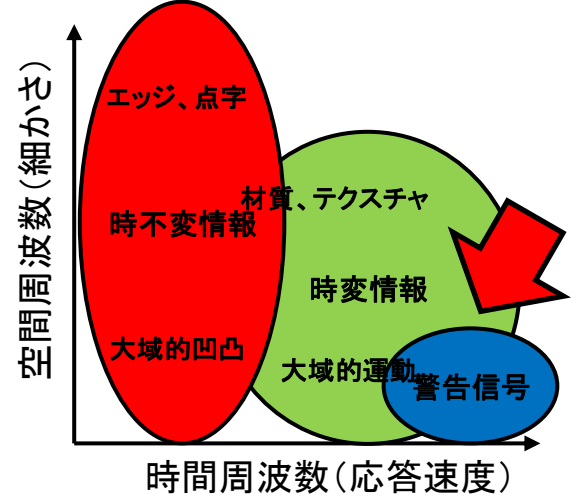 空間周波数(細かさ)
エッジ、点字
材質、テクスチャ
時不変情報
時変情報
大域的凹凸
大域的運動
警告信号
時間周波数(応答速度)